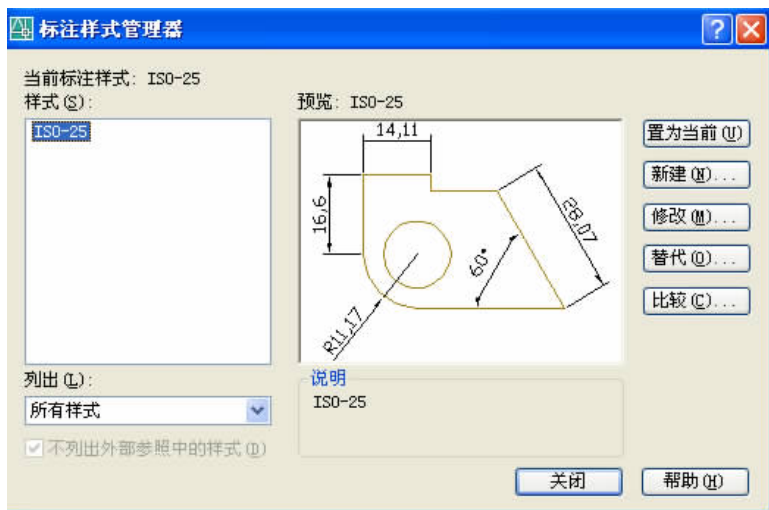 标注样式管理器
当前标注样式: ISO-25
样式(S):
ISO-25
预览: ISO-25
14,11
16,6
28,07
60°
R11,17
置为当前(U)
新建(N)...
修改(M)...
替代(O)...
比较(C)...
列出(L):
所有样式
不列出外部参照中的样式(D)
说明
ISO-25
关闭
帮助(H)